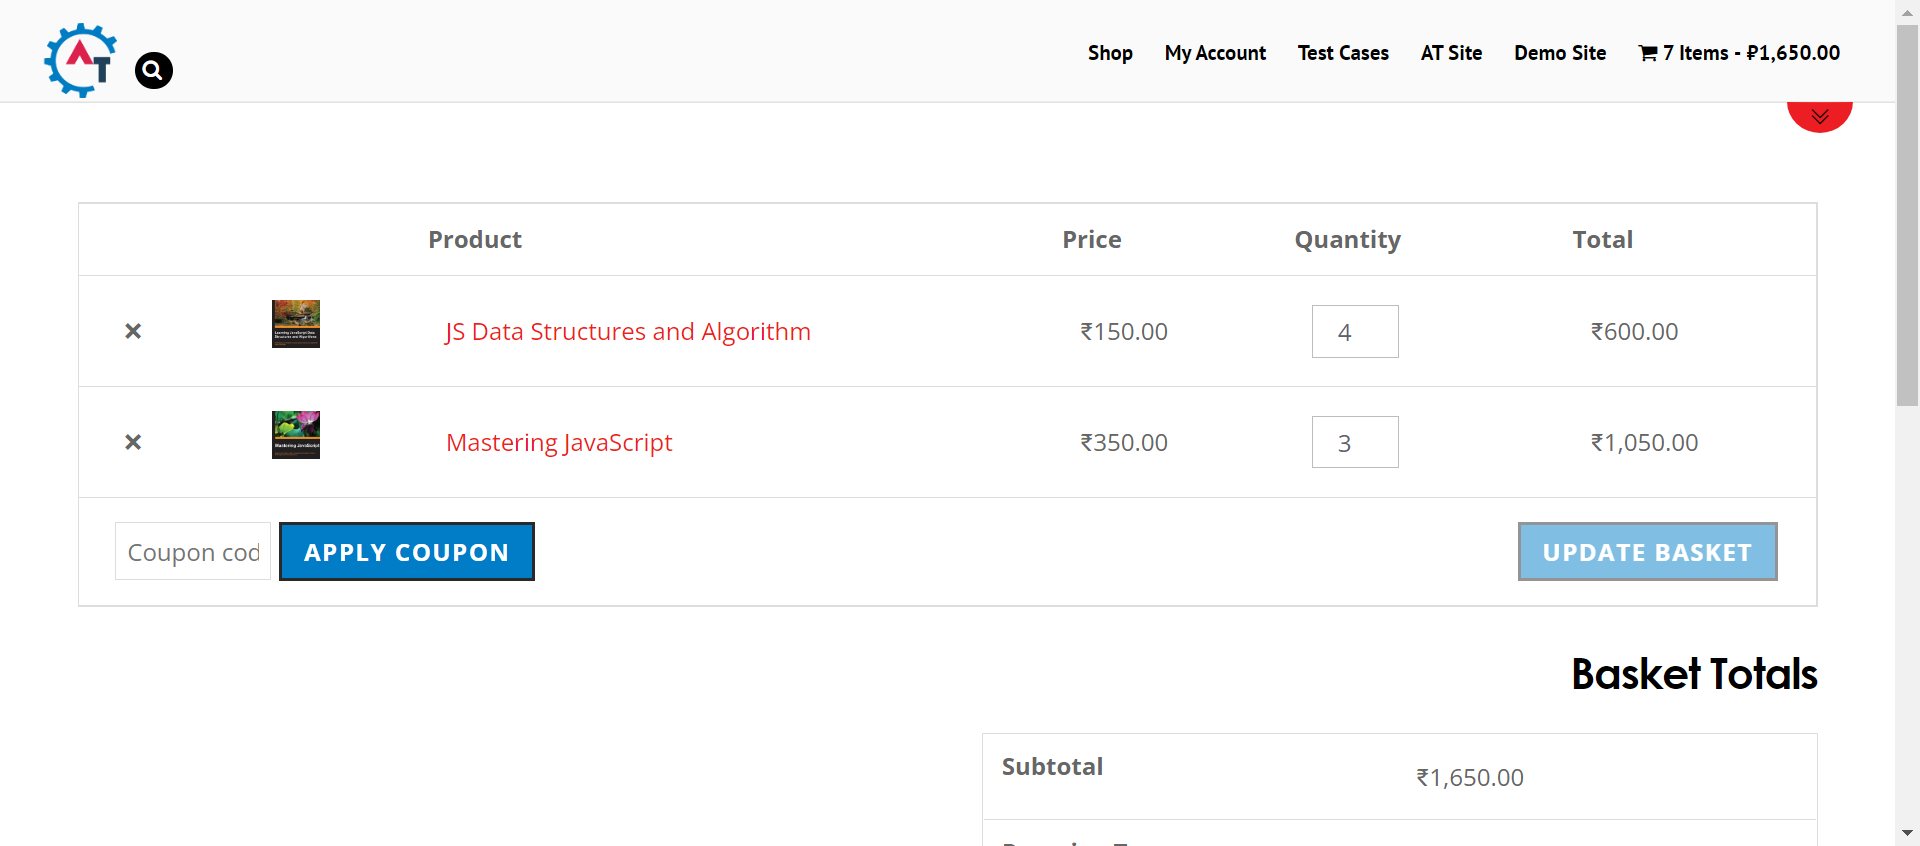 AT
Shop My Account Test Cases AT Site Demo Site 7 Items - ₽1,650.00
Product Price Quantity Total
JS Data Structures and Algorithm ₹150.00 4 ₹600.00
Mastering JavaScript ₹350.00 3 ₹1,050.00
Coupon cod APPLY COUPON UPDATE BASKET
Basket Totals
Subtotal ₹1,650.00